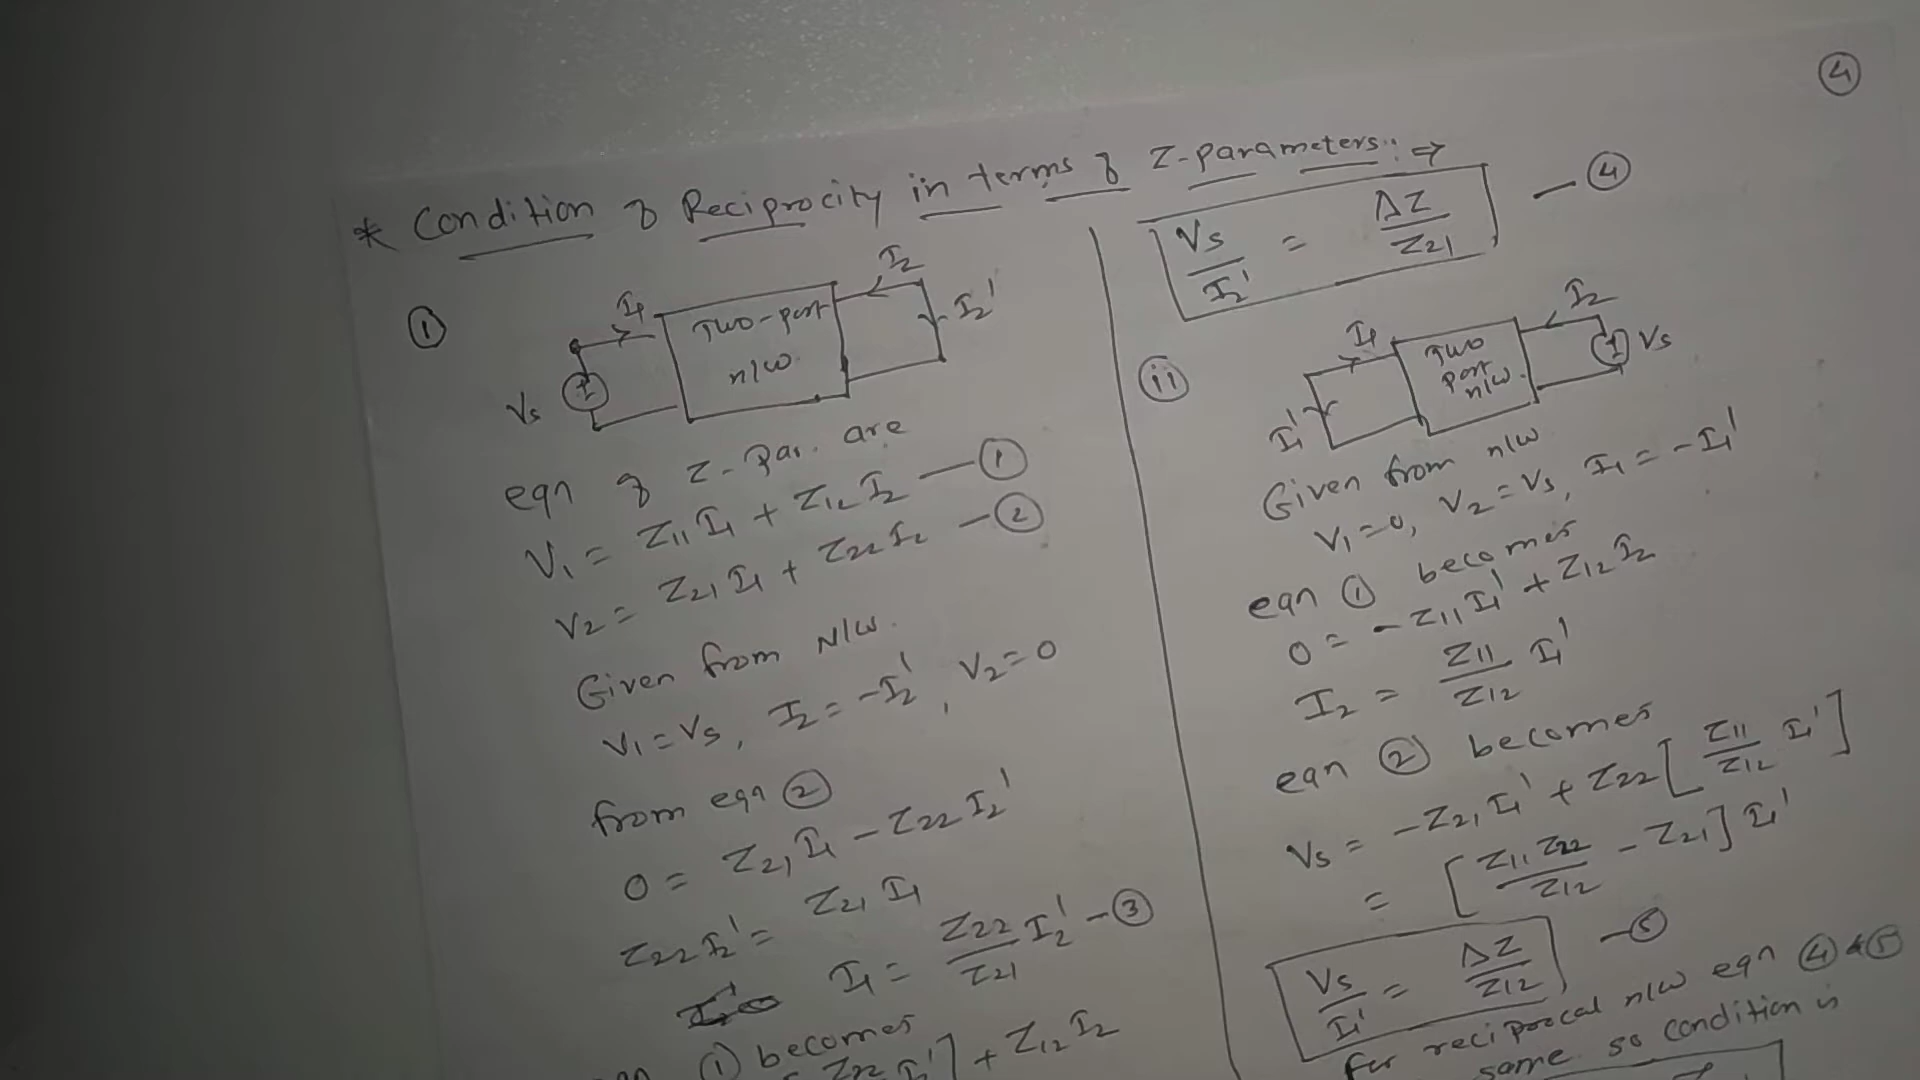 ④
* Condition of Reciprocity in terms of Z-parameters :⇒
①
I1
Two-port
n/w
I2
I2'
Vs
eqn of Z-Par. are
V1 = Z11 I1 + Z12 I2 —①
V2 = Z21 I1 + Z22 I2 —②
Given from N/W.
V1 = Vs, I2 = -I2', V2 = 0
from eqn ②
0 = Z21 I1 - Z22 I2'
Z22 I2' = Z21 I1
I1 = Z22/Z21 I2' —③
① becomes
Z22 I2'] + Z12 I2
Vs/I2' = ΔZ/Z21 —④
ii
I1
Two
port
n/w.
I2
Vs
I1'
Given from n/w
V1 = 0, V2 = Vs, I1 = -I1'
eqn ① becomes
0 = -Z11 I1' + Z12 I2
I2 = Z11/Z12 I1'
eqn ② becomes
Vs = -Z21 I1' + Z22 [Z11/Z12 I1']
= [Z11 Z22/Z12 - Z21] I1'
Vs/I1' = ΔZ/Z12 —⑤
for reciprocal n/w eqn ④ & ⑤
same so condition is